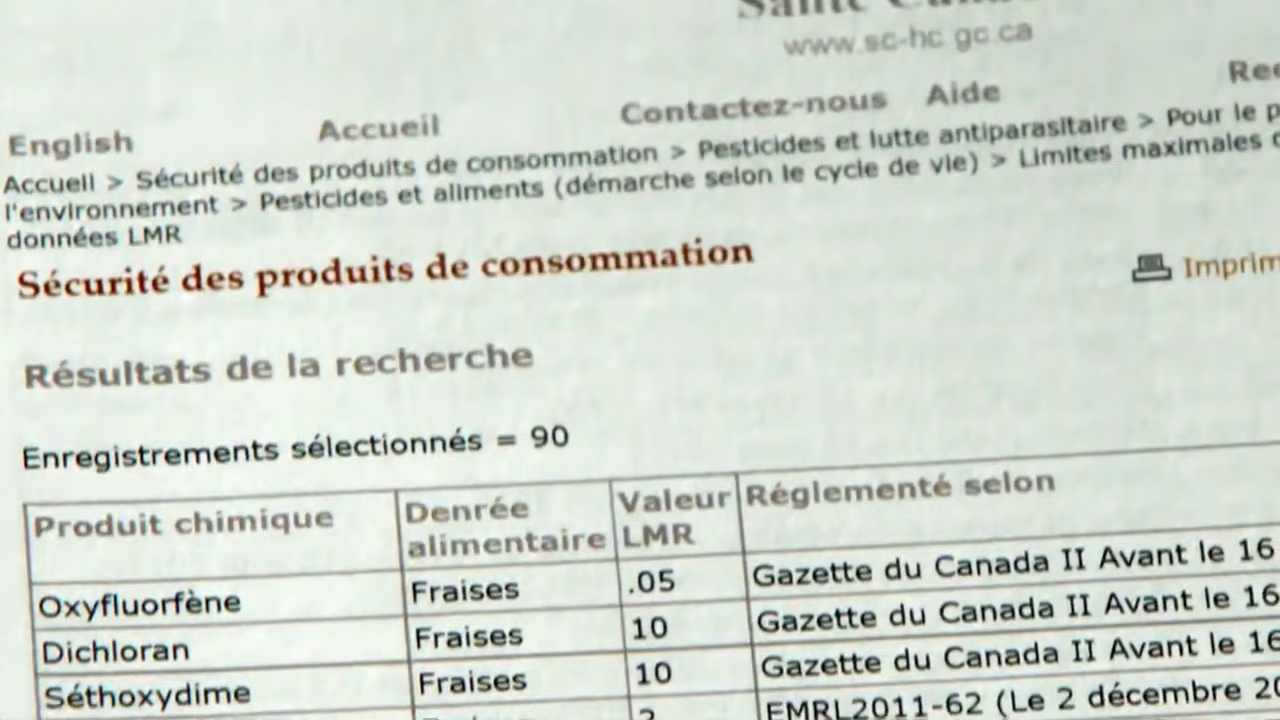 Santé
www.sc-hc.gc.ca
English Accueil Contactez-nous Aide
Accueil > Sécurité des produits de consommation > Pesticides et lutte antiparasitaire > Pour le
l'environnement > Pesticides et aliments (démarche selon le cycle de vie) > Limites maximales
données LMR
Sécurité des produits de consommation
Imprim
Résultats de la recherche
Enregistrements sélectionnés = 90
Produit chimique Denrée alimentaire Valeur LMR Réglementé selon
Oxyfluorfène Fraises .05 Gazette du Canada II Avant le 16
Dichloran Fraises 10 Gazette du Canada II Avant le 16
Séthoxydime Fraises 10 Gazette du Canada II Avant le 16
EMRL2011-62 (Le 2 décembre 20